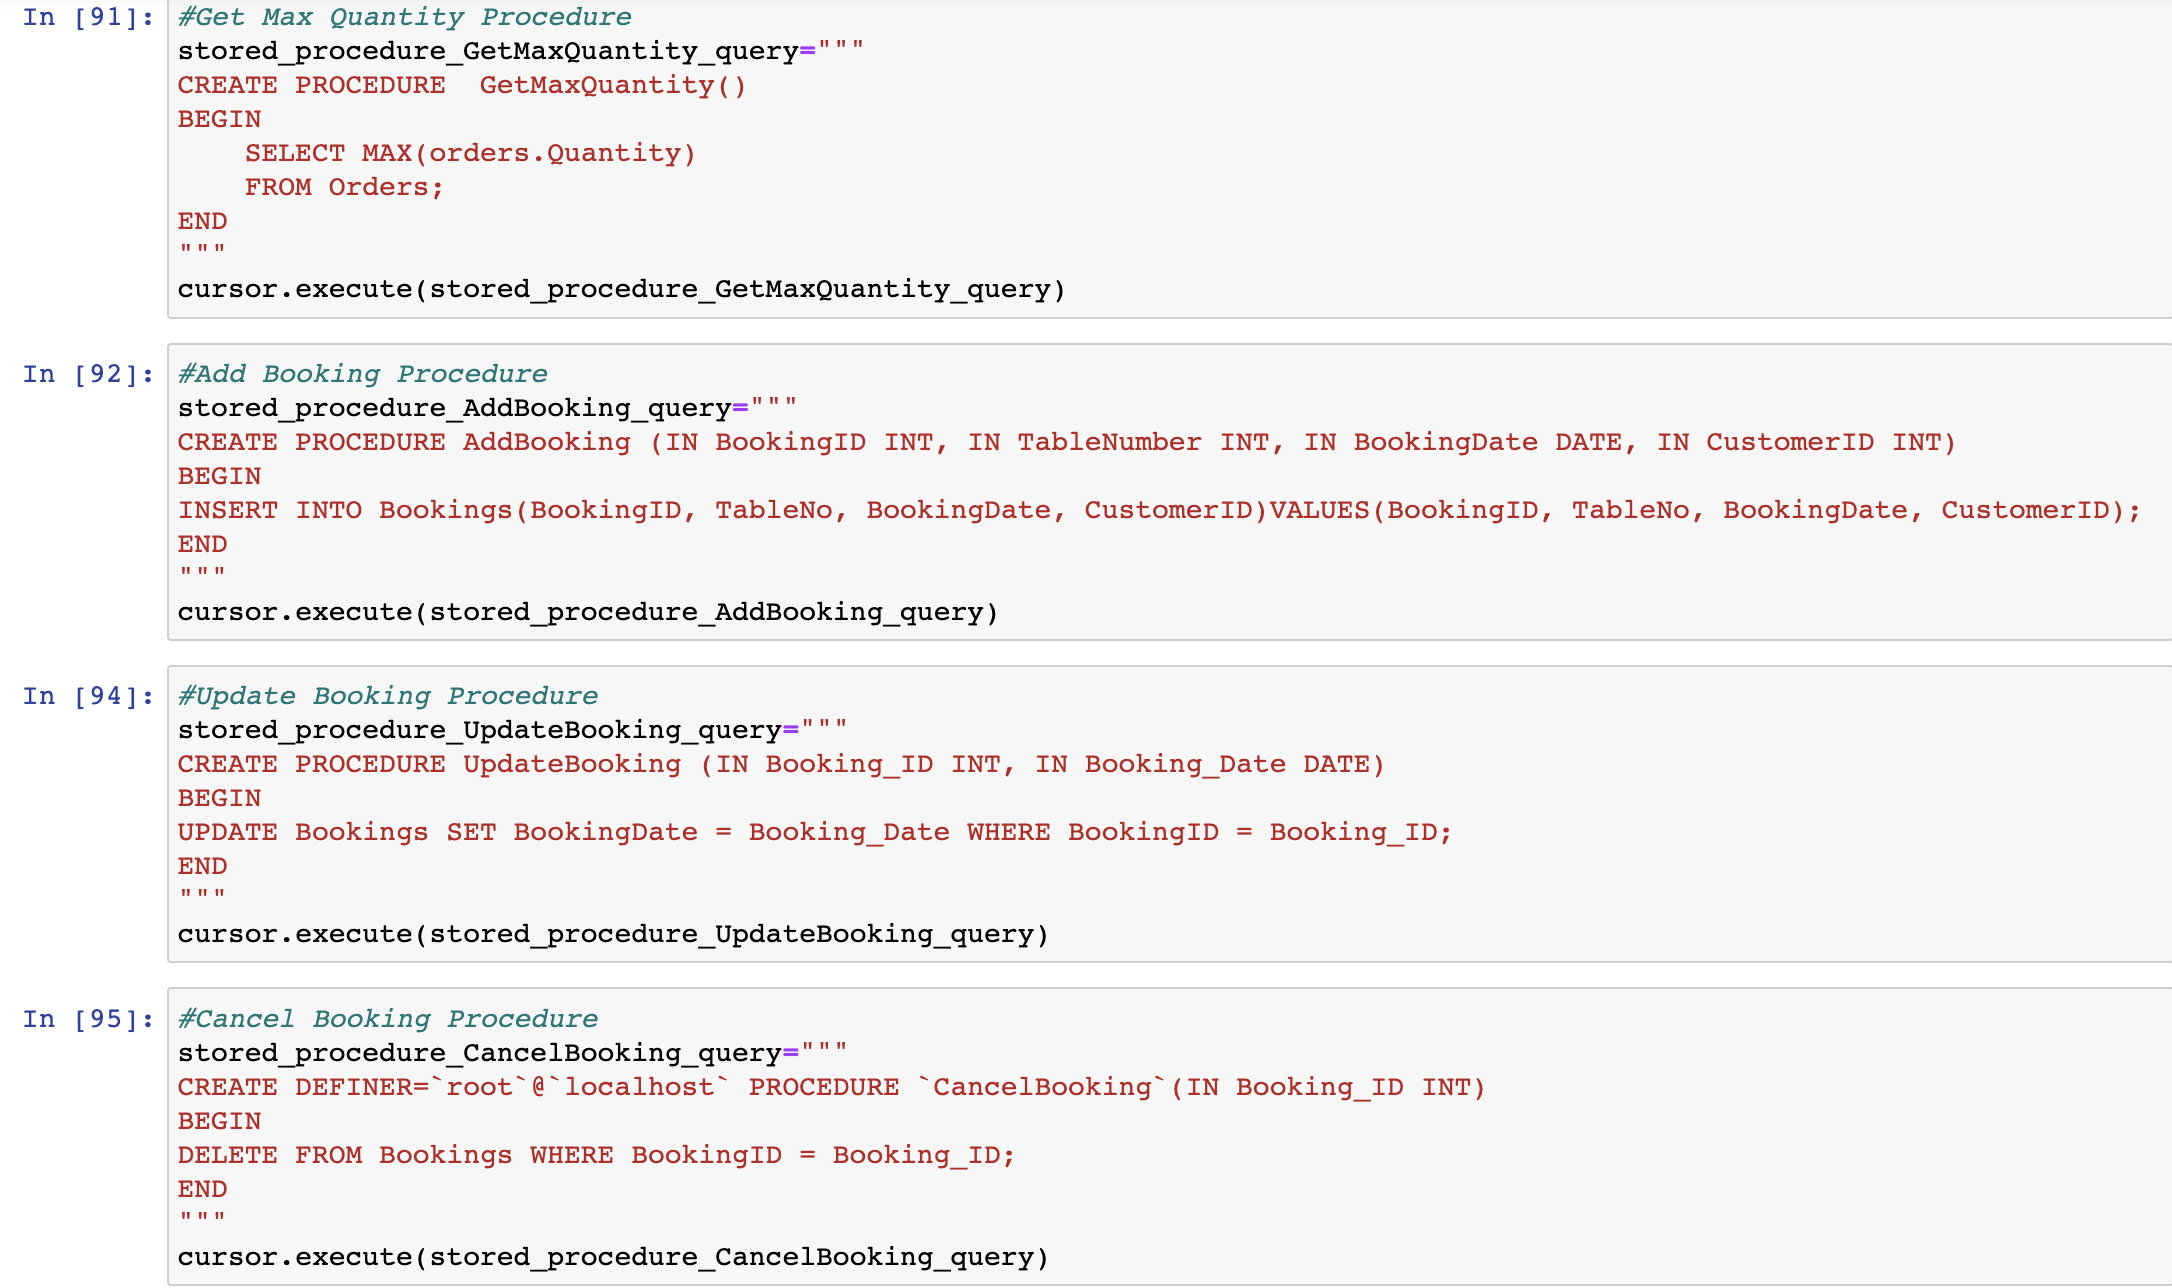 In [91]: #Get Max Quantity Procedure
stored_procedure_GetMaxQuantity_query="""
CREATE PROCEDURE  GetMaxQuantity()
BEGIN
    SELECT MAX(orders.Quantity)
    FROM Orders;
END
"""
cursor.execute(stored_procedure_GetMaxQuantity_query)
In [92]: #Add Booking Procedure
stored_procedure_AddBooking_query="""
CREATE PROCEDURE AddBooking (IN BookingID INT, IN TableNumber INT, IN BookingDate DATE, IN CustomerID INT)
BEGIN
INSERT INTO Bookings(BookingID, TableNo, BookingDate, CustomerID)VALUES(BookingID, TableNo, BookingDate, CustomerID);
END
"""
cursor.execute(stored_procedure_AddBooking_query)
In [94]: #Update Booking Procedure
stored_procedure_UpdateBooking_query="""
CREATE PROCEDURE UpdateBooking (IN Booking_ID INT, IN Booking_Date DATE)
BEGIN
UPDATE Bookings SET BookingDate = Booking_Date WHERE BookingID = Booking_ID;
END
"""
cursor.execute(stored_procedure_UpdateBooking_query)
In [95]: #Cancel Booking Procedure
stored_procedure_CancelBooking_query="""
CREATE DEFINER=`root`@`localhost` PROCEDURE `CancelBooking`(IN Booking_ID INT)
BEGIN
DELETE FROM Bookings WHERE BookingID = Booking_ID;
END
"""
cursor.execute(stored_procedure_CancelBooking_query)